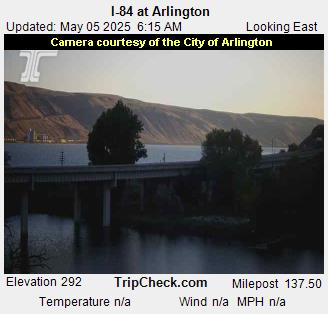 I-84 at Arlington
Updated: May 05 2025 6:15 AM Looking East
Camera courtesy of the City of Arlington
Elevation 292 TripCheck.com Milepost 137.50
Temperature n/a Wind n/a MPH n/a